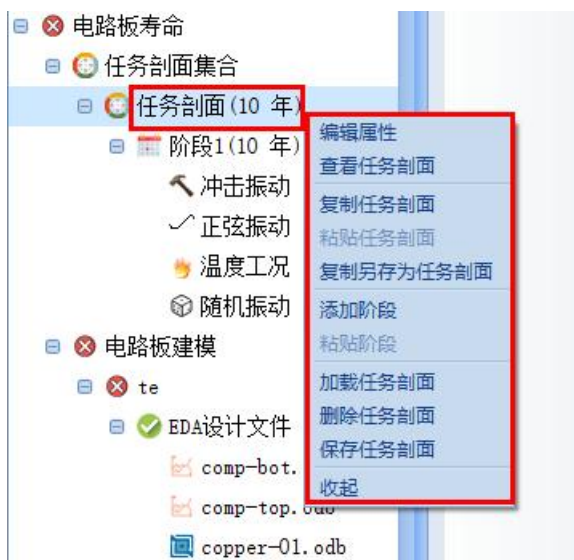 电路板寿命
任务剖面集合
任务剖面(10 年)
阶段1(10 年)
冲击振动
正弦振动
温度工况
随机振动
电路板建模
te
EDA设计文件
comp-bot.
comp-top.odb
copper-01.odb
编辑属性
查看任务剖面
复制任务剖面
粘贴任务剖面
复制另存为任务剖面
添加阶段
粘贴阶段
加载任务剖面
删除任务剖面
保存任务剖面
收起